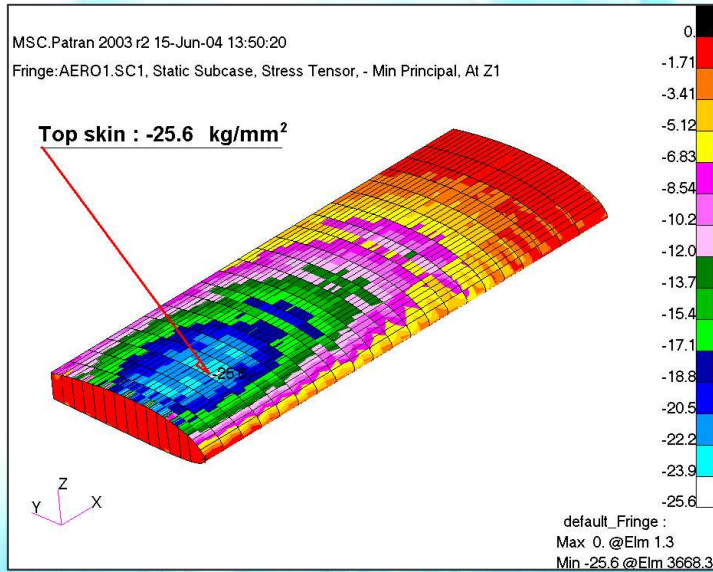 MSC.Patran 2003 r2 15-Jun-04 13:50:20
Fringe:AERO1.SC1, Static Subcase, Stress Tensor, - Min Principal, At Z1
Top skin : -25.6 kg/mm²
0.
-1.71
-3.41
-5.12
-6.83
-8.54
-10.2
-12.0
-13.7
-15.4
-17.1
-18.8
-20.5
-22.2
-23.9
-25.6
-25.6
Z
Y
X
default_Fringe :
Max 0. @Elm 1.3
Min -25.6 @Elm 3668.3